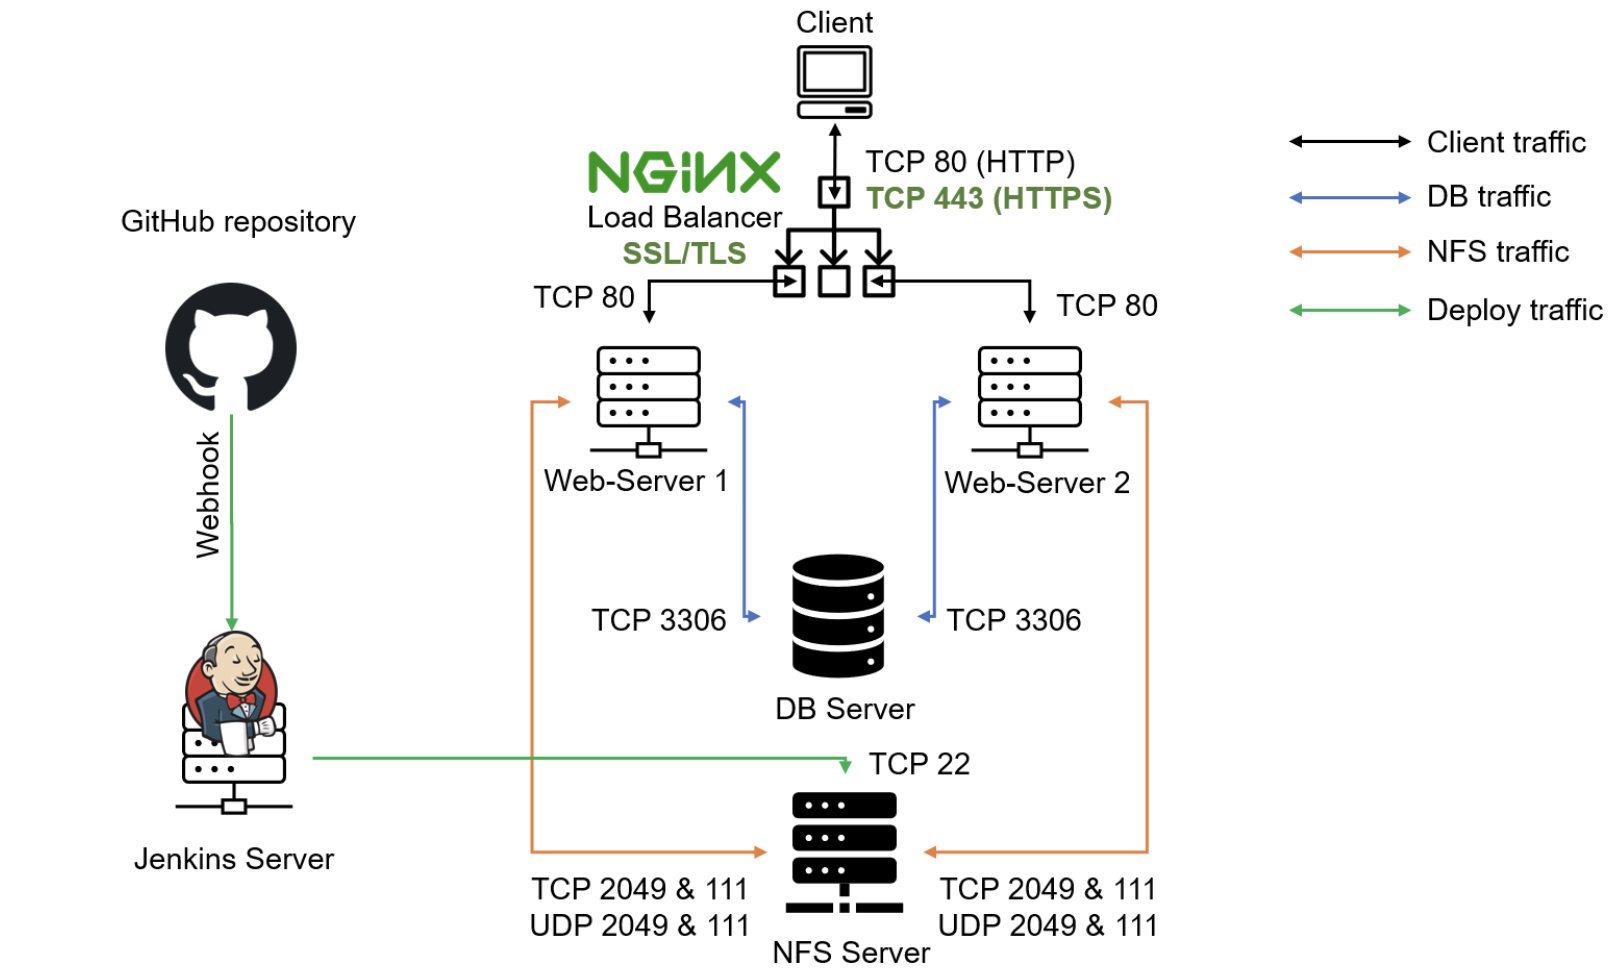 Client
NGINX
TCP 80 (HTTP)
TCP 443 (HTTPS)
Load Balancer
SSL/TLS
Client traffic
DB traffic
NFS traffic
Deploy traffic
GitHub repository
TCP 80
TCP 80
Webhook
Web-Server 1
Web-Server 2
TCP 3306
TCP 3306
DB Server
TCP 22
Jenkins Server
TCP 2049 & 111
UDP 2049 & 111
TCP 2049 & 111
UDP 2049 & 111
NFS Server